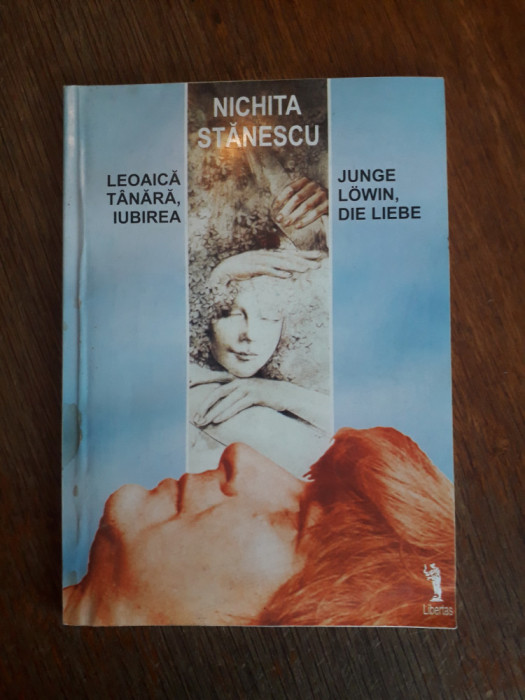 NICHITA
STĂNESCU
LEOAICĂ
TÂNĂRĂ,
IUBIREA
JUNGE
LÖWIN,
DIE LIEBE
Libertas